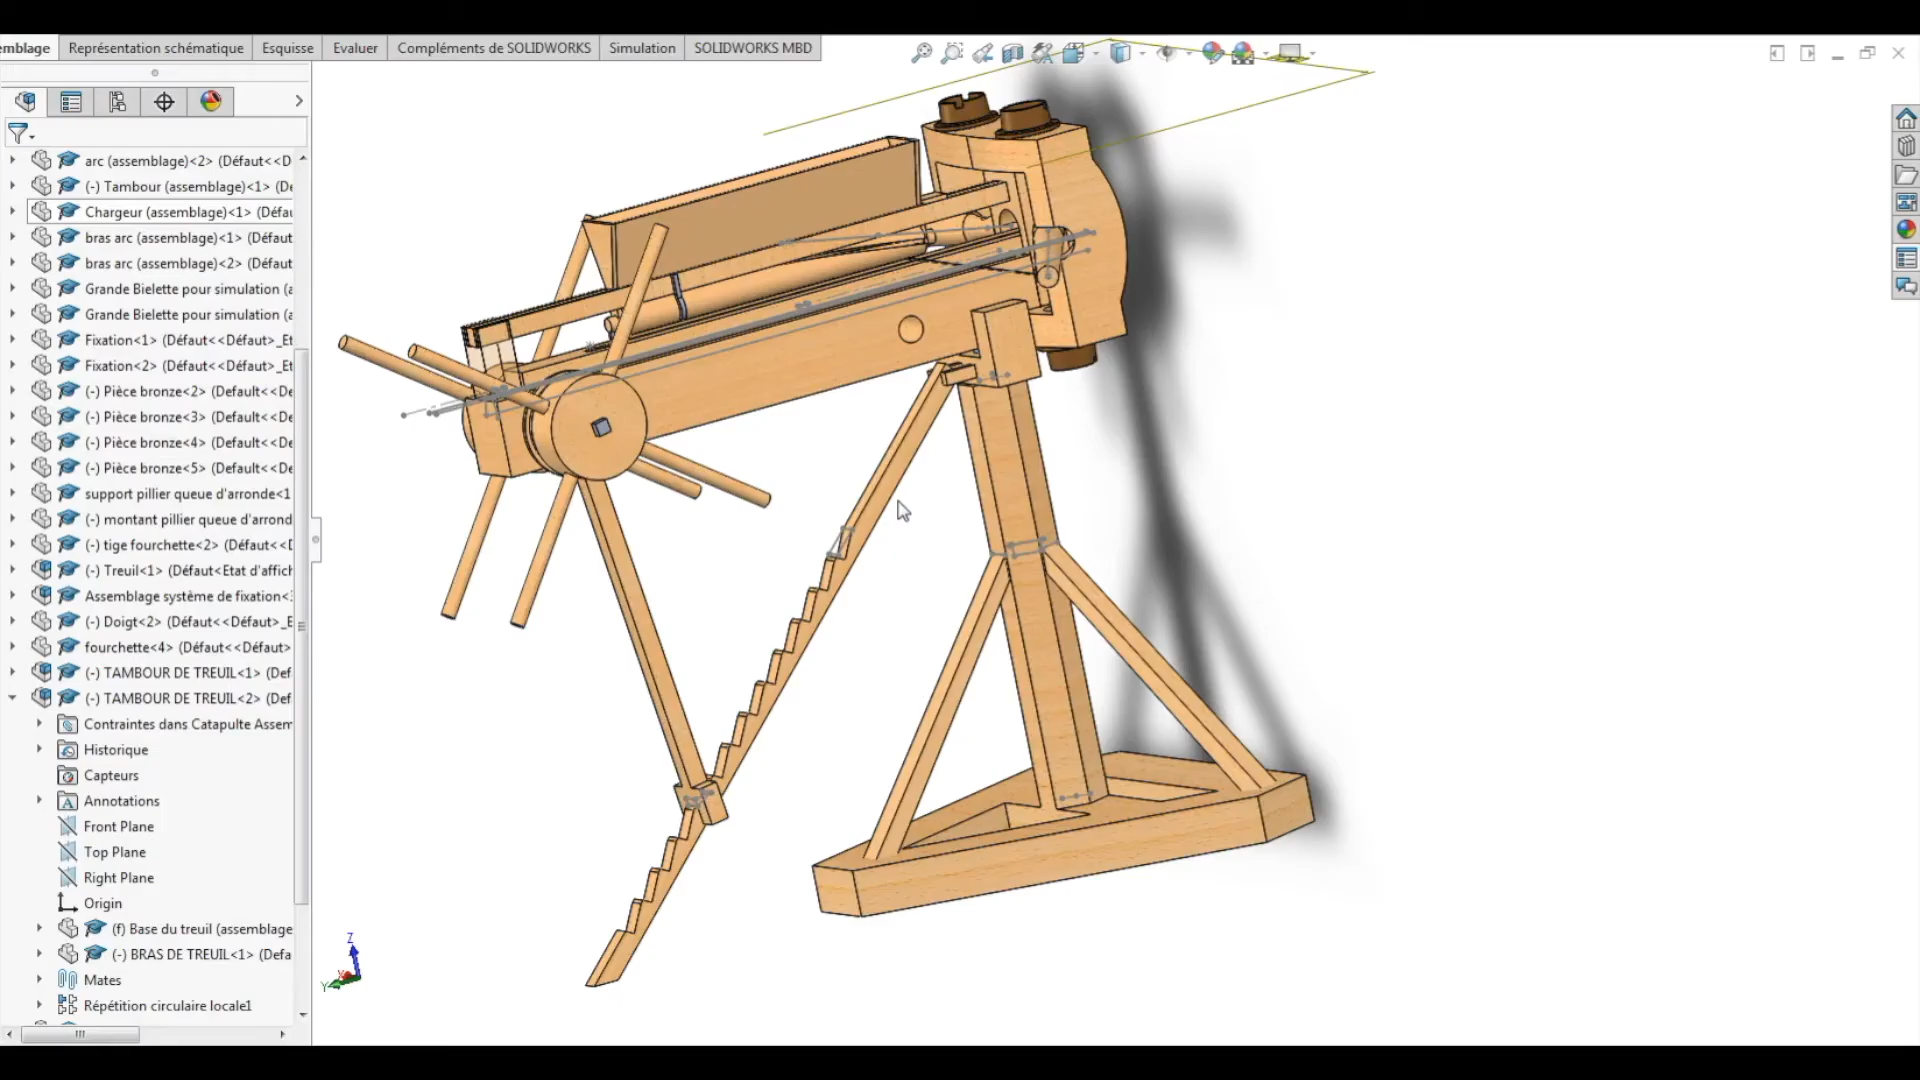 emblage
Représentation schématique
Esquisse
Evaluer
Compléments de SOLIDWORKS
Simulation
SOLIDWORKS MBD
arc (assemblage)<2> (Défaut<<D
(-) Tambour (assemblage)<1> (De
Chargeur (assemblage)<1> (Défau
bras arc (assemblage)<1> (Défaut
bras arc (assemblage)<2> (Défaut
Grande Bielette pour simulation (a
Grande Bielette pour simulation (a
Fixation<1> (Défaut<<Défaut>_Et
Fixation<2> (Défaut<<Défaut>_Et
(-) Pièce bronze<2> (Default<<De
(-) Pièce bronze<3> (Default<<De
(-) Pièce bronze<4> (Default<<De
(-) Pièce bronze<5> (Default<<De
support pillier queue d'arronde<1
(-) montant pillier queue d'arrond
(-) tige fourchette<2> (Défaut<<D
(-) Treuil<1> (Défaut<Etat d'affich
Assemblage système de fixation<
(-) Doigt<2> (Défaut<<Défaut>_E
fourchette<4> (Défaut<<Défaut>
(-) TAMBOUR DE TREUIL<1> (Def
(-) TAMBOUR DE TREUIL<2> (Def
Contraintes dans Catapulte Assem
Historique
Capteurs
Annotations
Front Plane
Top Plane
Right Plane
Origin
(f) Base du treuil (assemblage
(-) BRAS DE TREUIL<1> (Defa
Mates
Répétition circulaire locale1
Z
X
Y